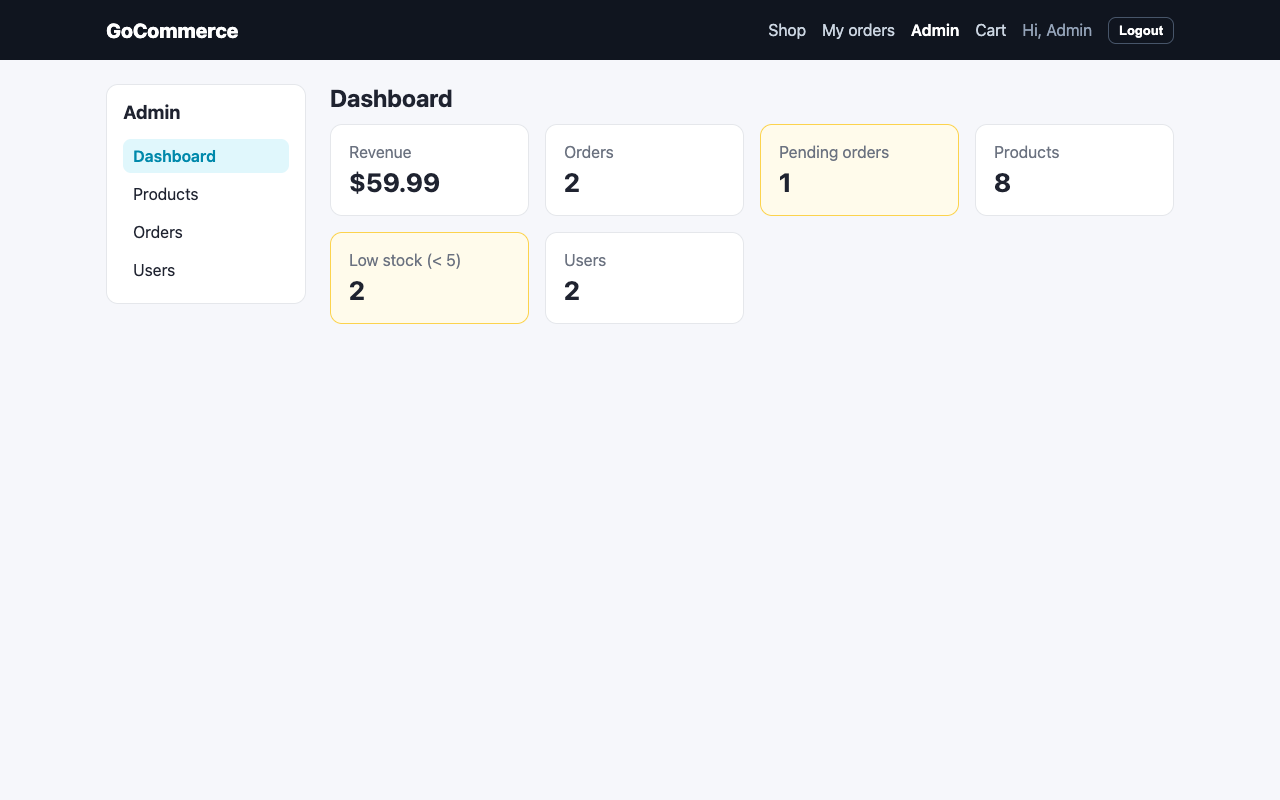 GoCommerce
Shop
My orders
Admin
Cart
Hi, Admin
Logout
Admin
Dashboard
Products
Orders
Users
Dashboard
Revenue
$59.99
Orders
2
Pending orders
1
Products
8
Low stock (< 5)
2
Users
2